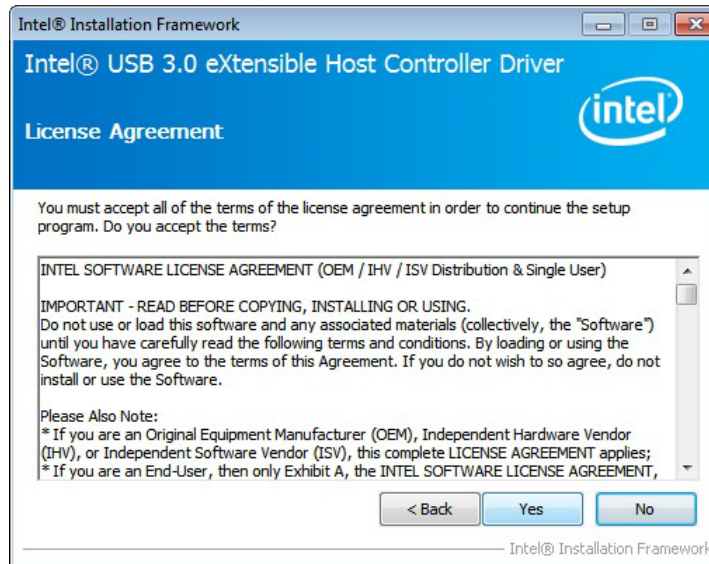 Intel® Installation Framework
Intel® USB 3.0 eXtensible Host Controller Driver
intel
License Agreement
You must accept all of the terms of the license agreement in order to continue the setup
program. Do you accept the terms?
INTEL SOFTWARE LICENSE AGREEMENT (OEM / IHV / ISV Distribution & Single User)
IMPORTANT - READ BEFORE COPYING, INSTALLING OR USING.
Do not use or load this software and any associated materials (collectively, the "Software")
until you have carefully read the following terms and conditions. By loading or using the
Software, you agree to the terms of this Agreement. If you do not wish to so agree, do not
install or use the Software.
Please Also Note:
* If you are an Original Equipment Manufacturer (OEM), Independent Hardware Vendor
(IHV), or Independent Software Vendor (ISV), this complete LICENSE AGREEMENT applies;
* If you are an End-User, then only Exhibit A, the INTEL SOFTWARE LICENSE AGREEMENT,
< Back Yes No
Intel® Installation Framework